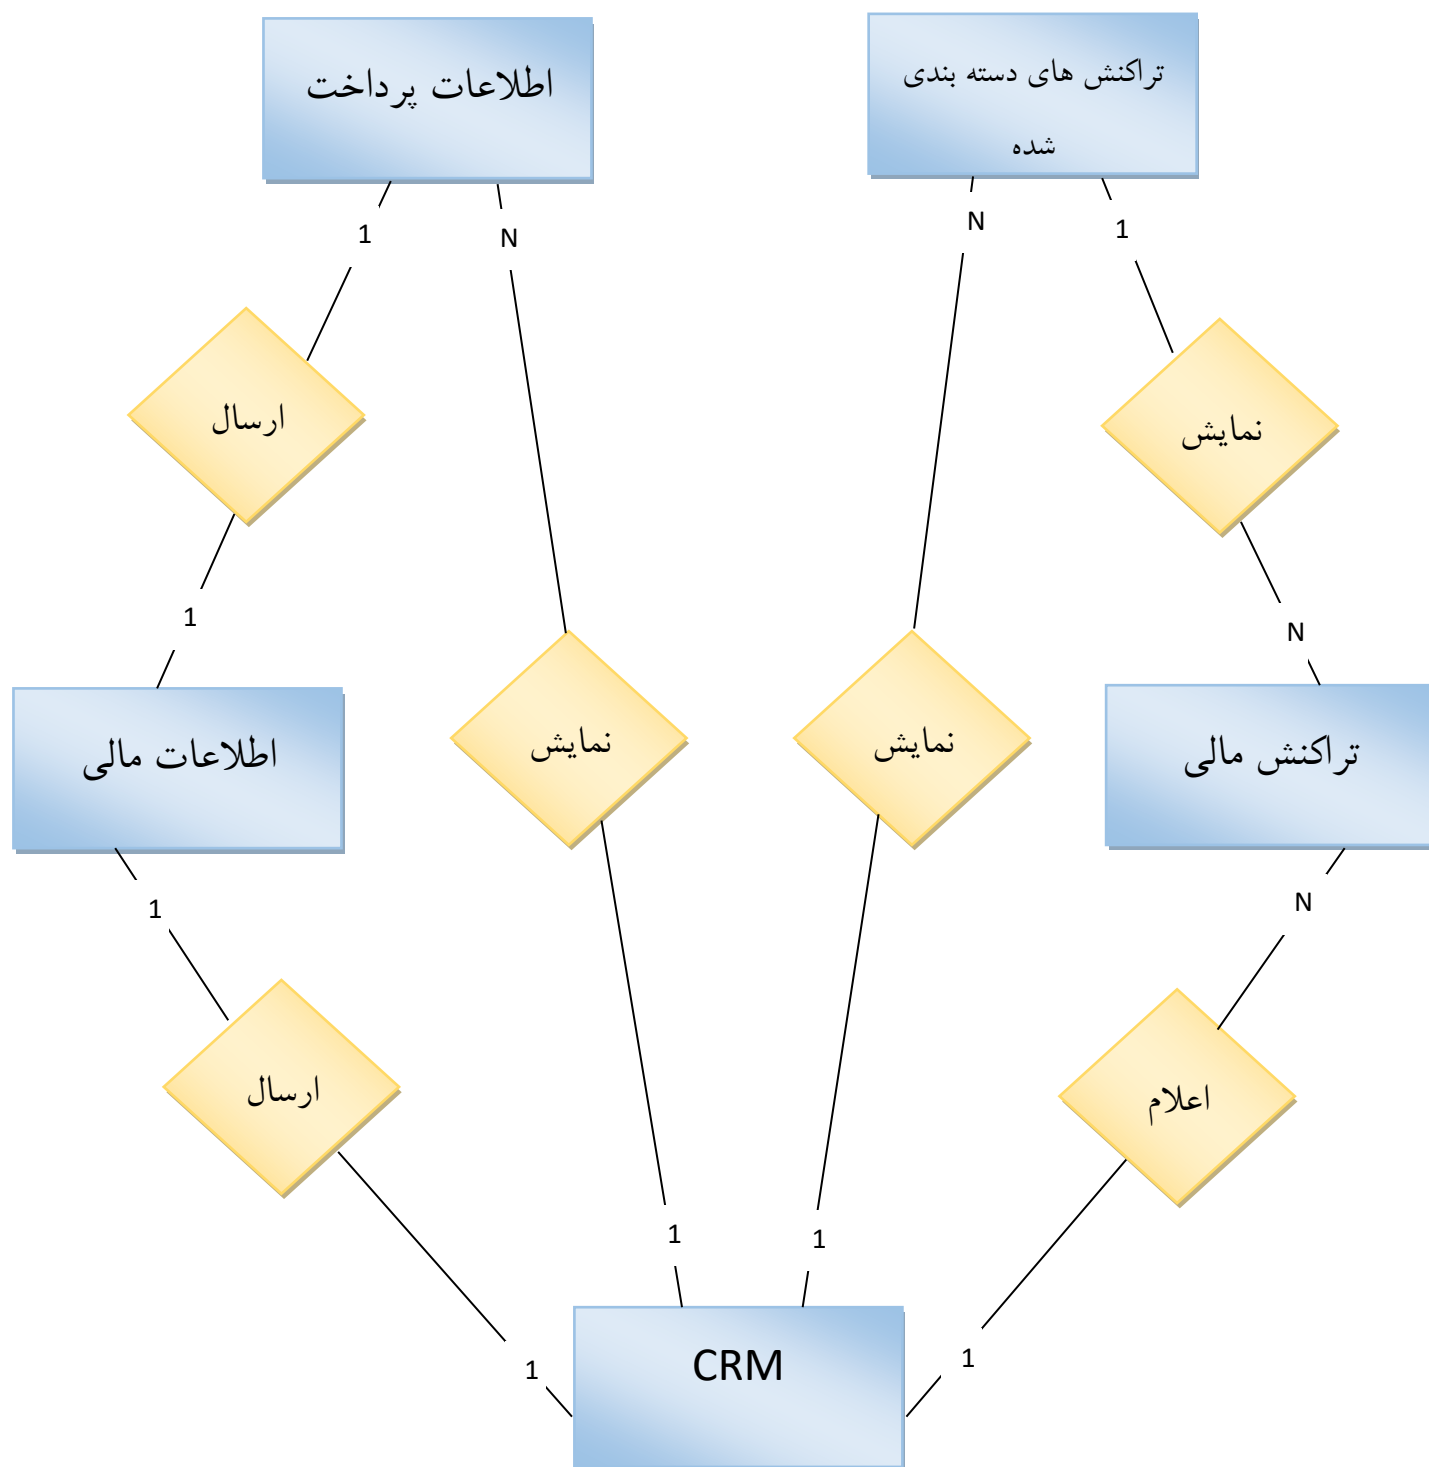 اطلاعات پرداخت
تراکنش های دسته بندی
شده
1
N
N
1
ارسال
نمایش
1
N
اطلاعات مالی
نمایش
نمایش
تراکنش مالی
1
N
ارسال
اعلام
1
1
1
1
CRM